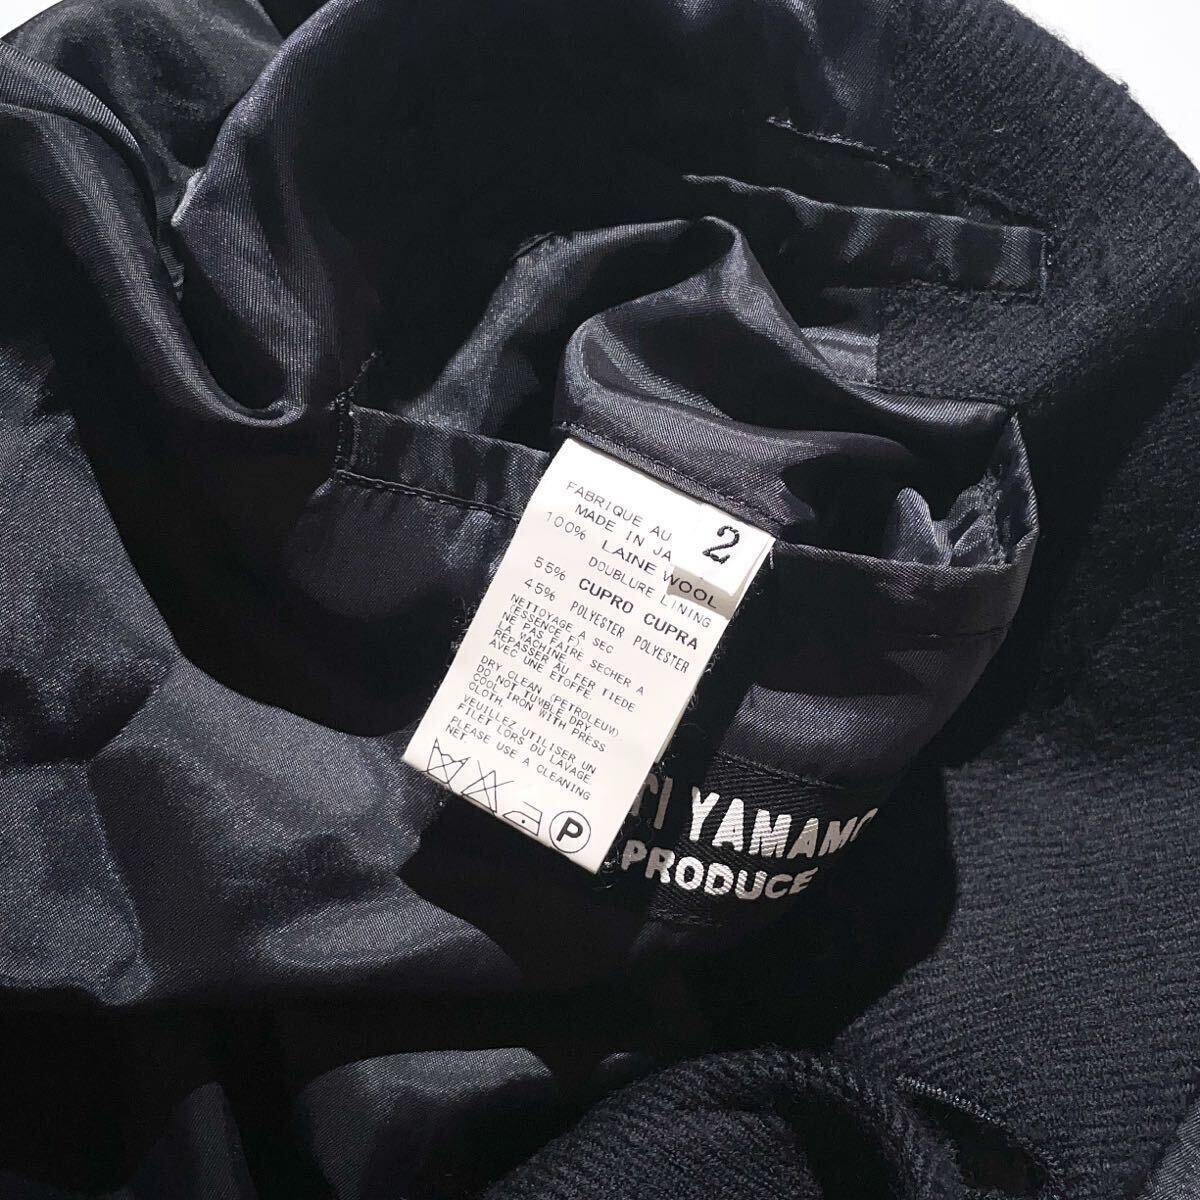 FABRIQUE AU
MADE IN JA
2
100% LAINE WOOL
DOUBLURE LINING
55% CUPRO CUPRA
45% POLYESTER POLYESTER
NETTOYAGE A SEC
(ESSENCE F).
NE PAS FAIRE SECHER A
LA MACHINE.
REPASSER AU FER TIEDE
AVEC UNE ETOFFE.
DRY CLEAN (PETROLEUM)
DO NOT TUMBLE DRY.
COOL IRON WITH PRESS
CLOTH.
VEUILLEZ UTILISER UN
FILET LORS DU LAVAGE.
PLEASE USE A CLEANING
NET.
P
YAMAM
PRODUCE